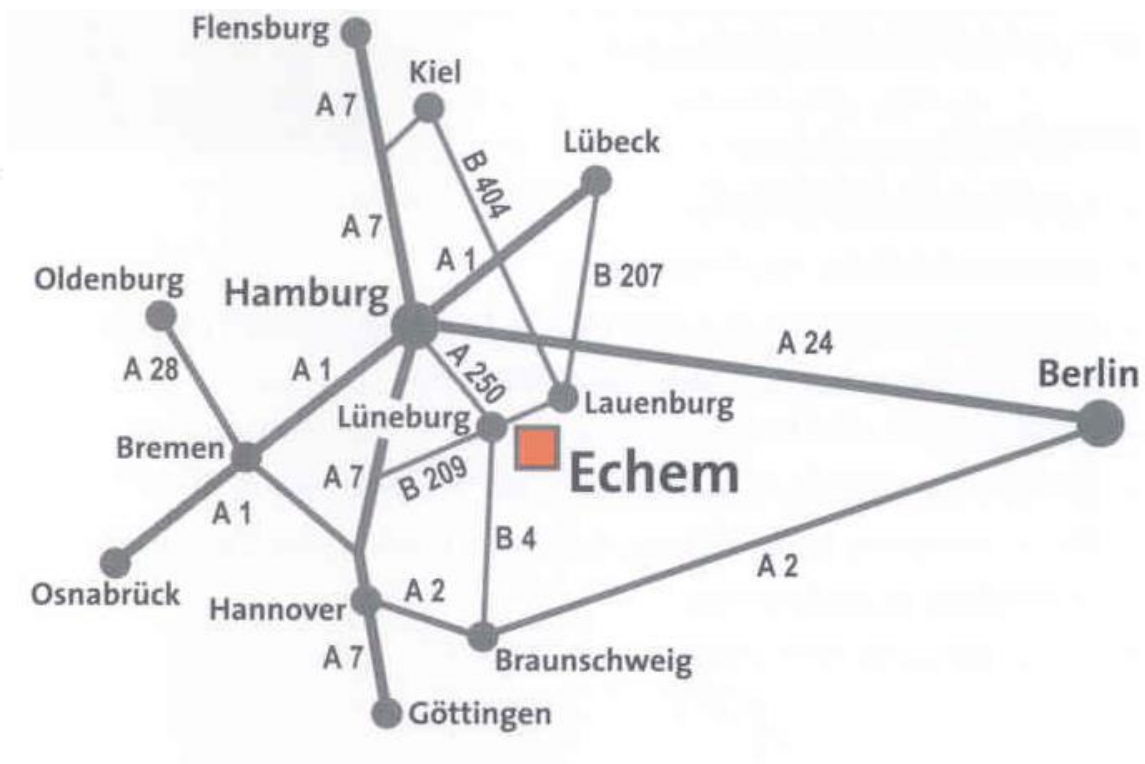 Flensburg
Kiel
A 7
Lübeck
B 404
A 7
A 1
B 207
Oldenburg
Hamburg
A 28
A 1
A 250
A 24
Berlin
Lüneburg
Lauenburg
Bremen
A 7
B 209
Echem
A 1
B 4
A 2
Osnabrück
Hannover
A 2
A 7
Braunschweig
Göttingen